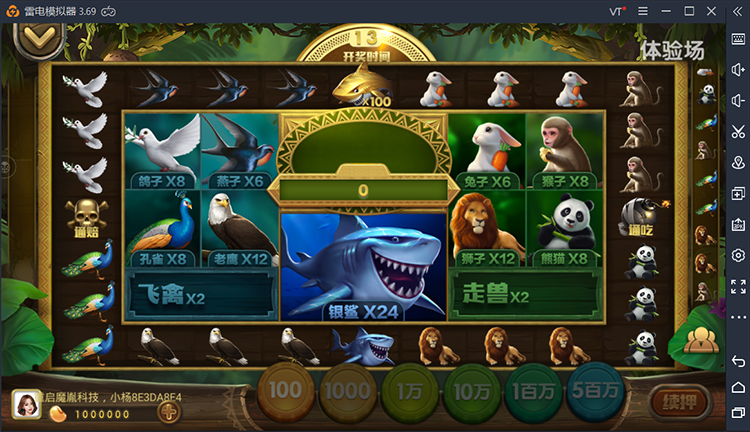 雷电模拟器 3.69
VT
13
开奖时间
体验场
X100
鸽子 X8
燕子 X6
兔子 X6
猴子 X8
0
通赔
通吃
孔雀 X8
老鹰 X12
狮子 X12
熊猫 X8
飞禽 X2
银鲨 X24
走兽 X2
启魔胤科技，小杨8E3DA8E4
1000000
100
1000
1万
10万
1百万
5百万
续押